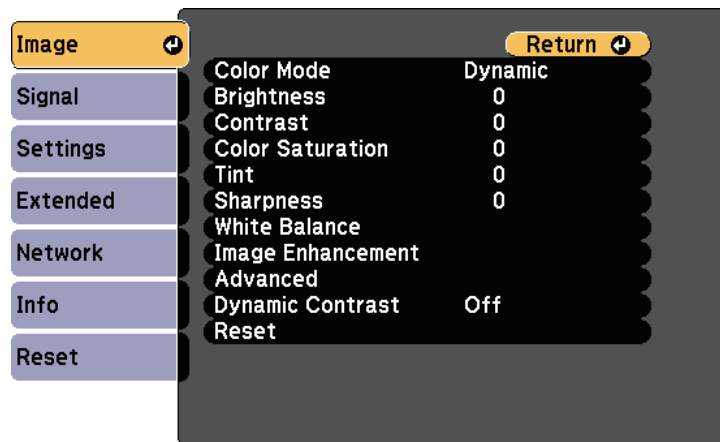 Image
Signal
Settings
Extended
Network
Info
Reset
Return
Color Mode Dynamic
Brightness 0
Contrast 0
Color Saturation 0
Tint 0
Sharpness 0
White Balance
Image Enhancement
Advanced
Dynamic Contrast Off
Reset